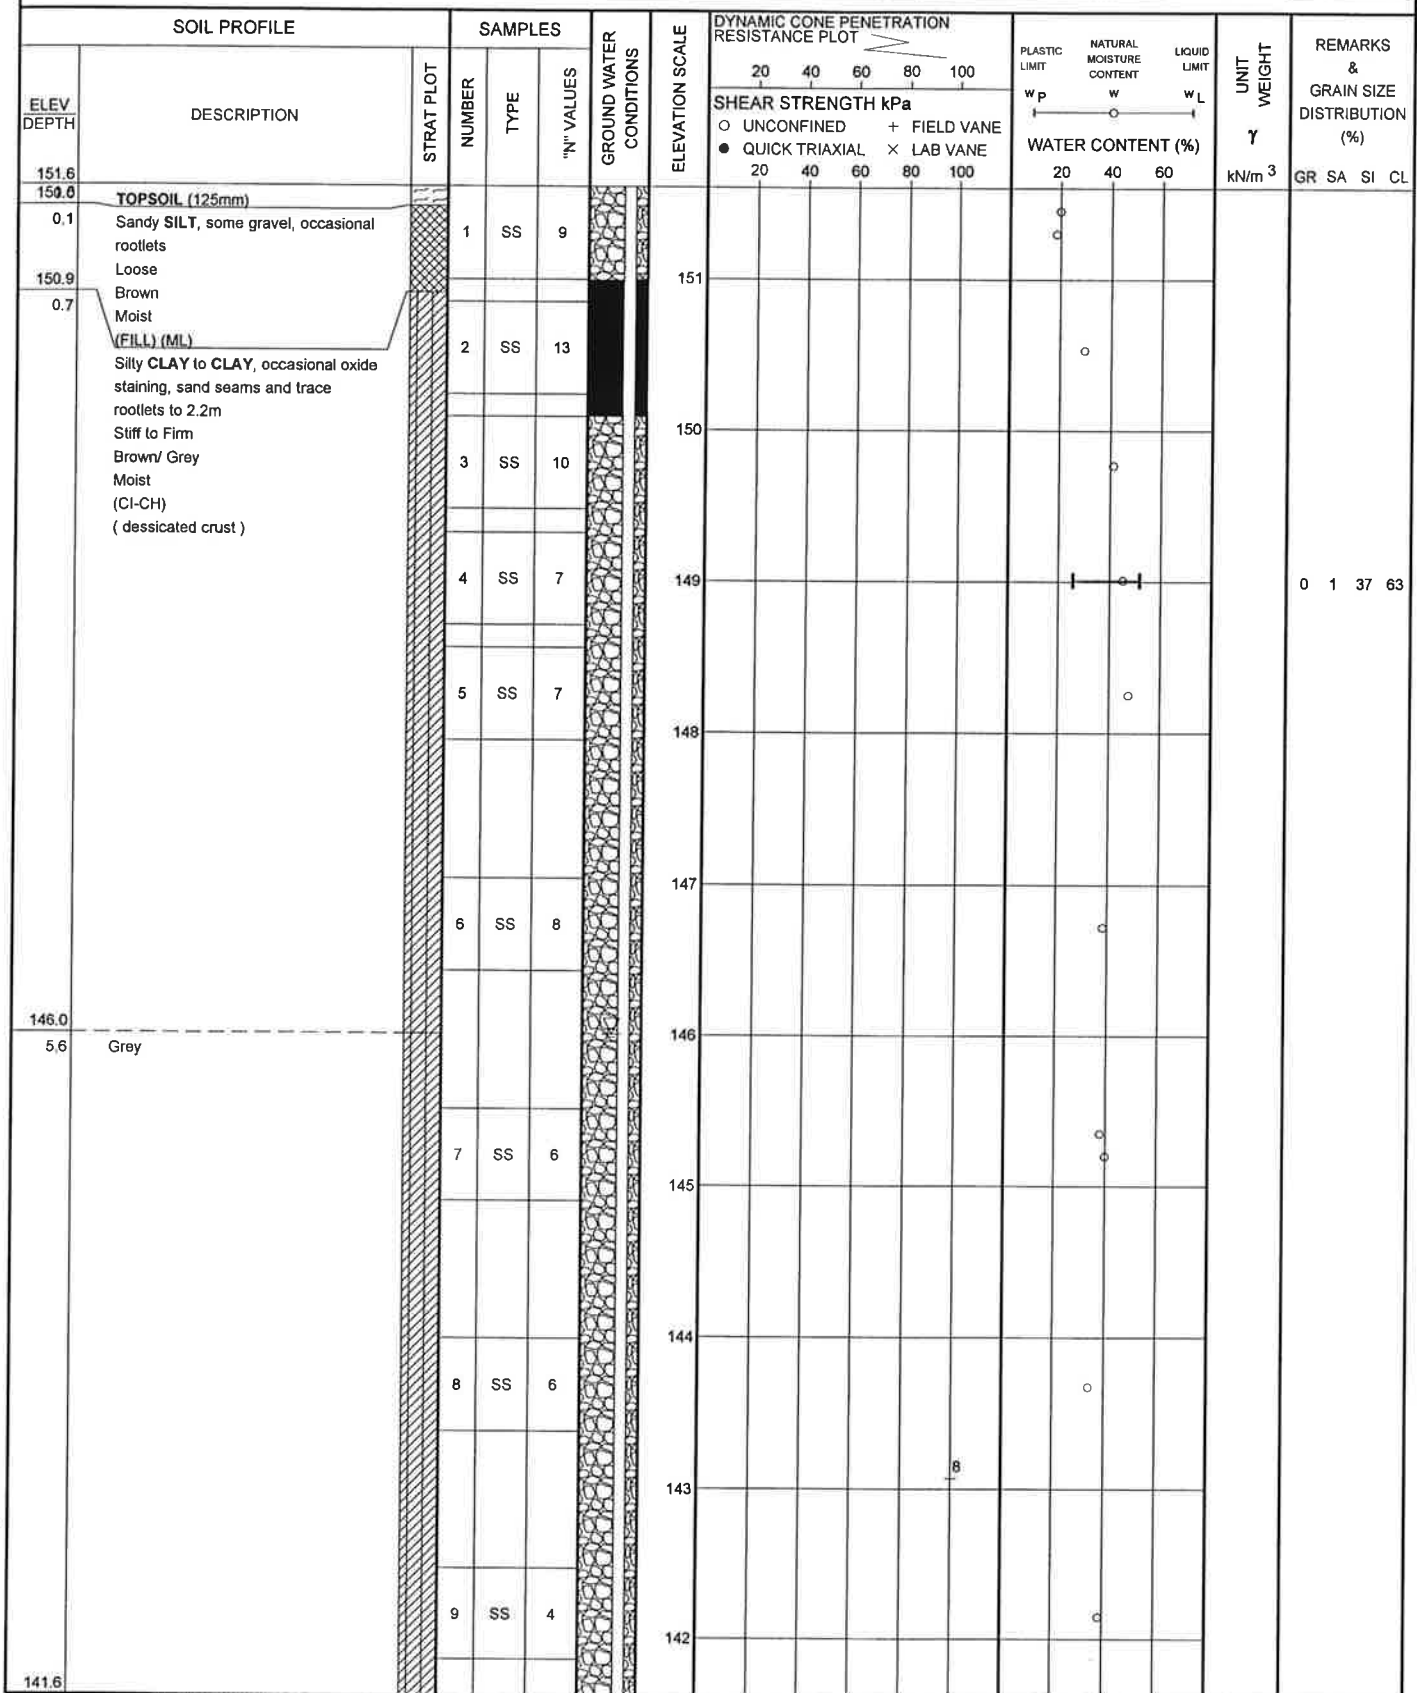 SOIL PROFILE
SAMPLES
GROUND WATER CONDITIONS
ELEVATION SCALE
DYNAMIC CONE PENETRATION
RESISTANCE PLOT
20 40 60 80 100
SHEAR STRENGTH kPa
○ UNCONFINED + FIELD VANE
● QUICK TRIAXIAL × LAB VANE
20 40 60 80 100
PLASTIC LIMIT
NATURAL MOISTURE CONTENT
LIQUID LIMIT
wP w wL
WATER CONTENT (%)
20 40 60
UNIT WEIGHT
γ
kN/m 3
REMARKS
&
GRAIN SIZE
DISTRIBUTION
(%)
GR SA SI CL
ELEV
DEPTH
DESCRIPTION
STRAT PLOT
NUMBER
TYPE
"N" VALUES
151.6
TOPSOIL (125mm)
0.1
Sandy SILT, some gravel, occasional
rootlets
Loose
Brown
Moist
(FILL) (ML)
150.9
0.7
Silty CLAY to CLAY, occasional oxide
staining, sand seams and trace
rootlets to 2.2m
Stiff to Firm
Brown/ Grey
Moist
(CI-CH)
( dessicated crust )
146.0
5.6
Grey
141.6
1 SS 9
2 SS 13
3 SS 10
4 SS 7
5 SS 7
6 SS 8
7 SS 6
8 SS 6
9 SS 4
151
150
149
148
147
146
145
144
143
142
0 1 37 63
8